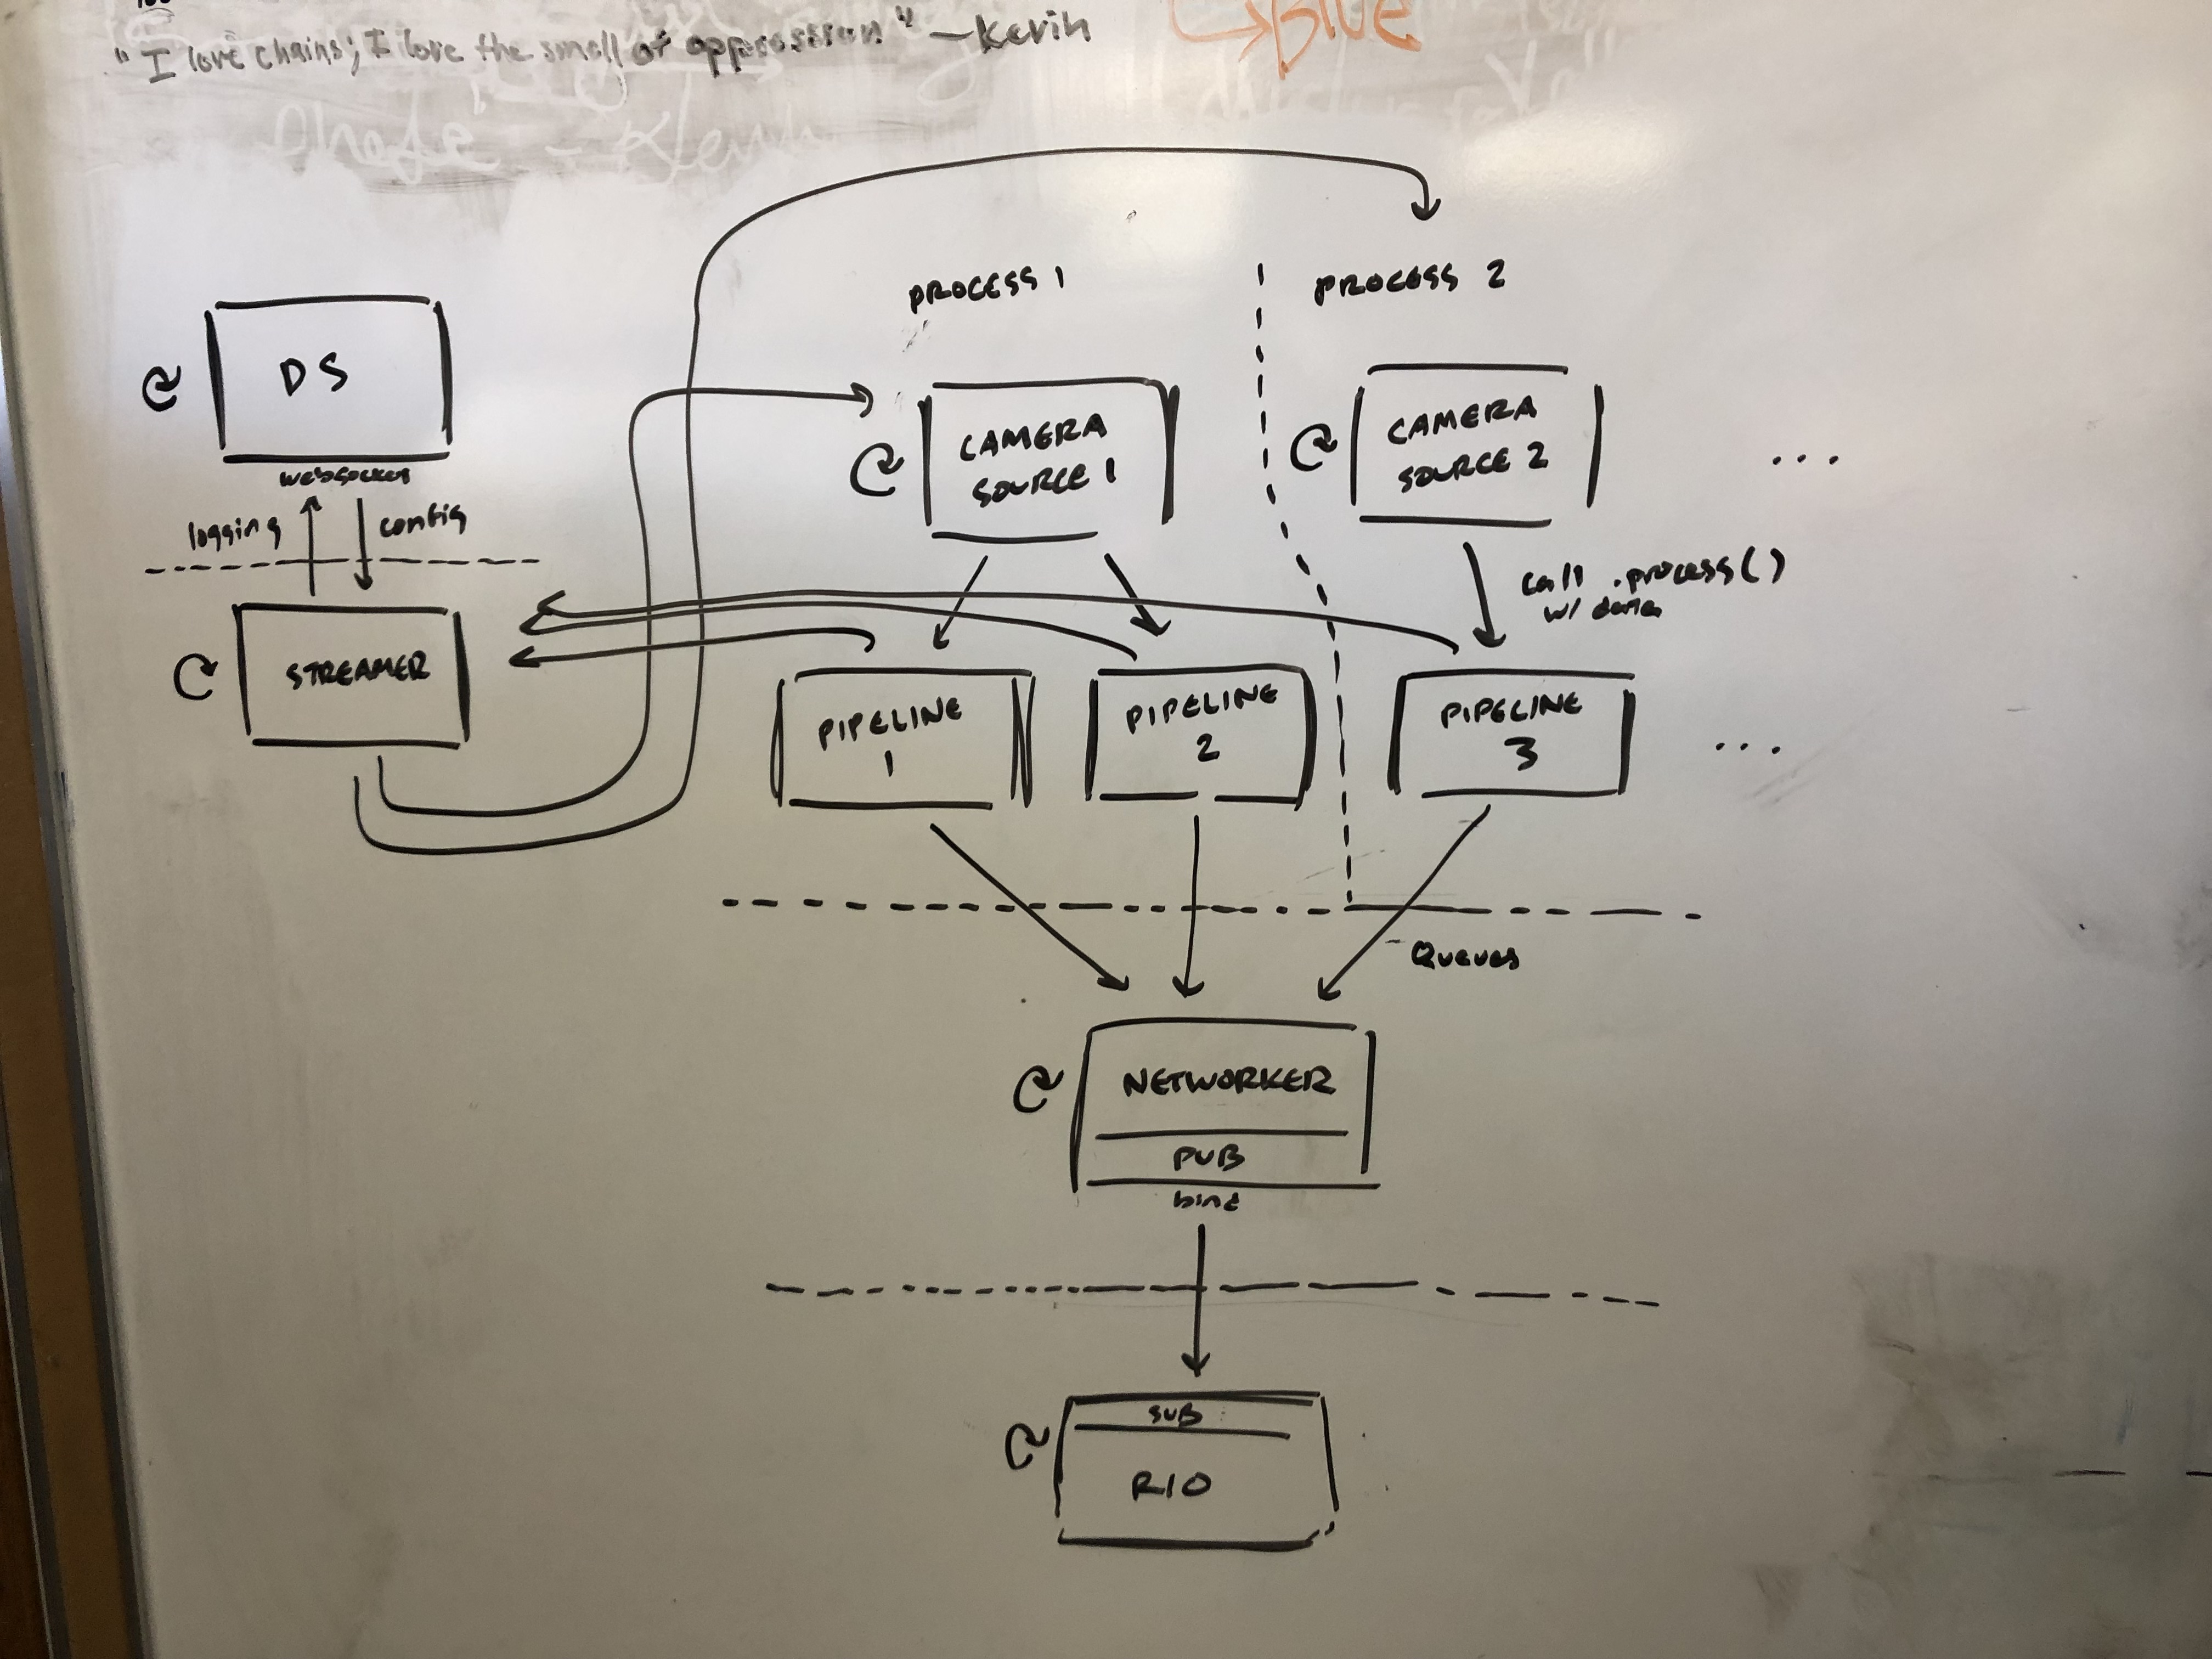 "I love chains; I love the smell of oppression" - Kevin
→Blue
PROCESS 1
PROCESS 2
DS
websocket
logging
config
CAMERA
SOURCE 1
CAMERA
SOURCE 2
...
call .process()
w/ data
STREAMER
PIPELINE
1
PIPELINE
2
PIPELINE
3
...
Queues
NETWORKER
PUB
bind
SUB
RIO